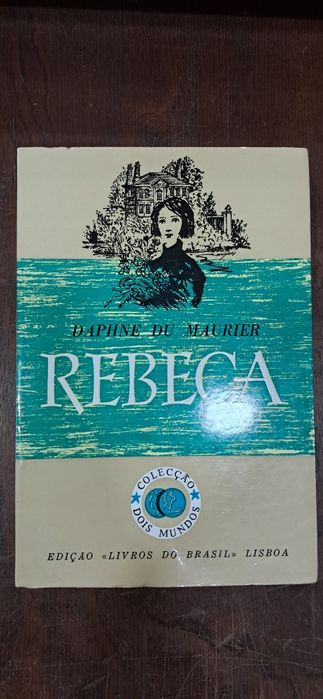 DAPHNE DU MAURIER
REBECA
COLECÇÃO
DOIS MUNDOS
EDIÇÃO «LIVROS DO BRASIL» LISBOA